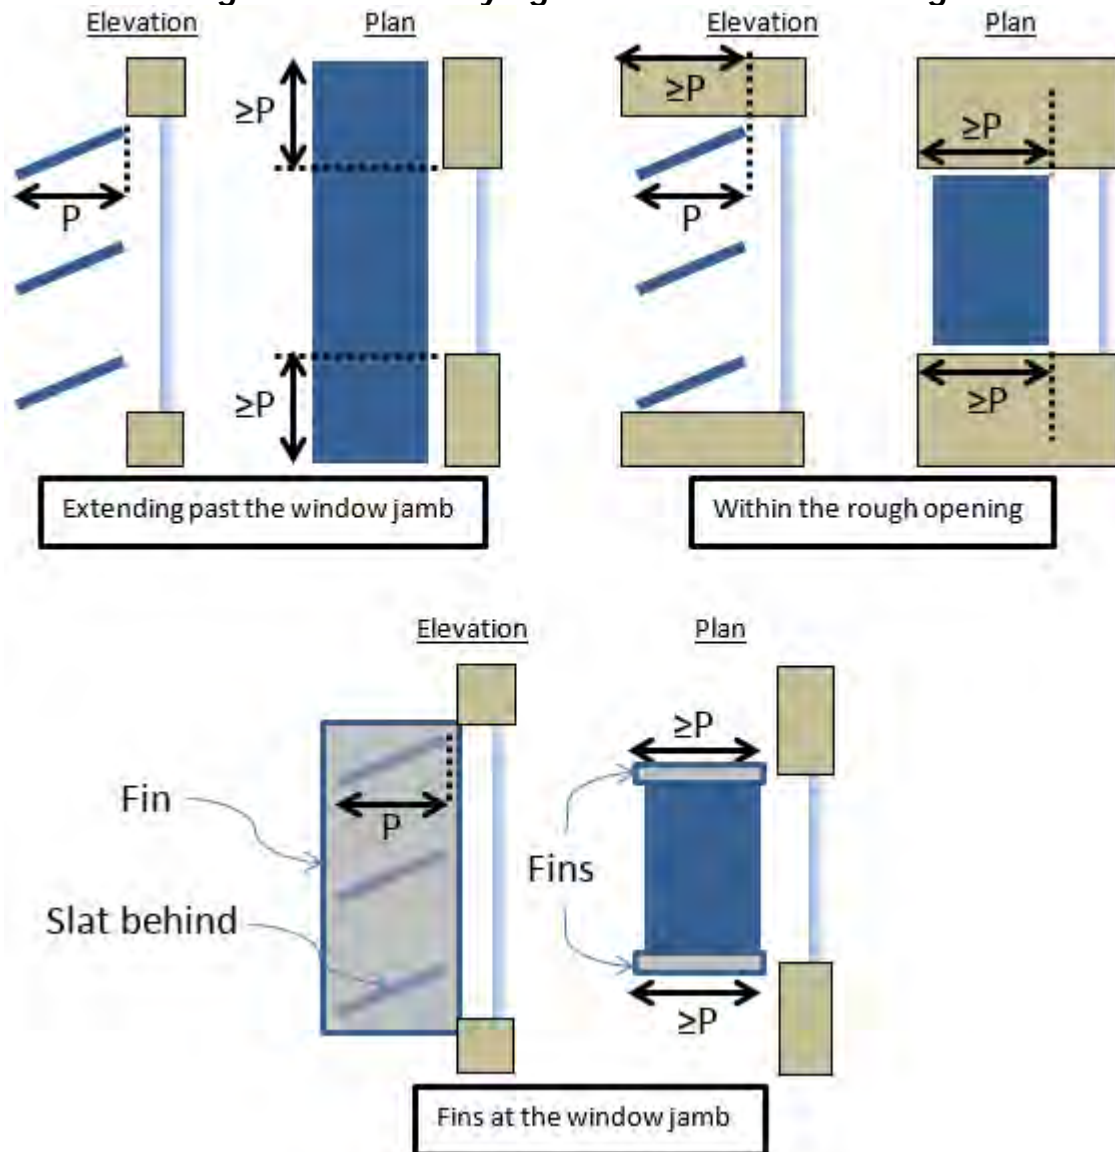 Elevation
Plan
≥P
P
≥P
Extending past the window jamb
Elevation
Plan
≥P
≥P
P
≥P
Within the rough opening
Elevation
Plan
≥P
Fin
P
Fins
Slat behind
≥P
Fins at the window jamb